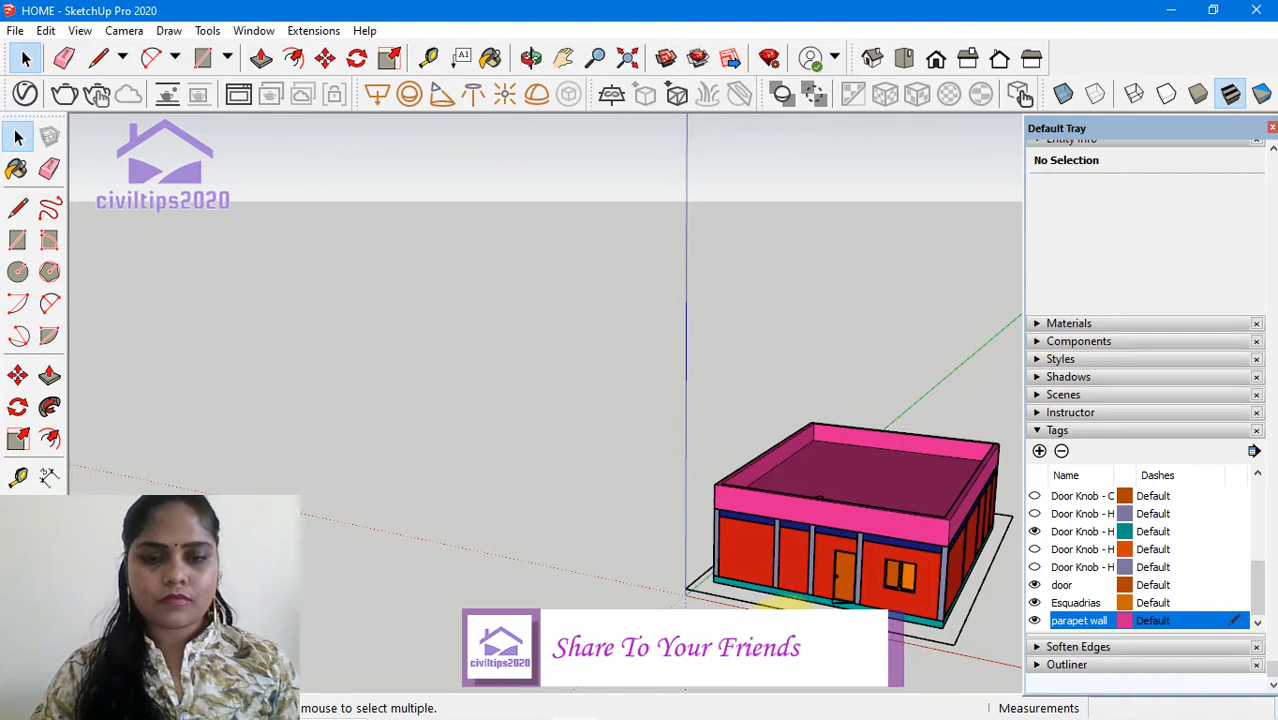 HOME - SketchUp Pro 2020
File Edit View Camera Draw Tools Window Extensions Help
A1
civiltips2020
Default Tray
Entity Info
No Selection
Materials
Components
Styles
Shadows
Scenes
Instructor
Tags
Name Dashes
Door Knob - C Default
Door Knob - H Default
Door Knob - H Default
Door Knob - H Default
Door Knob - H Default
door Default
Esquadrias Default
parapet wall Default
Soften Edges
Outliner
civiltips2020
Share To Your Friends
mouse to select multiple.
Measurements